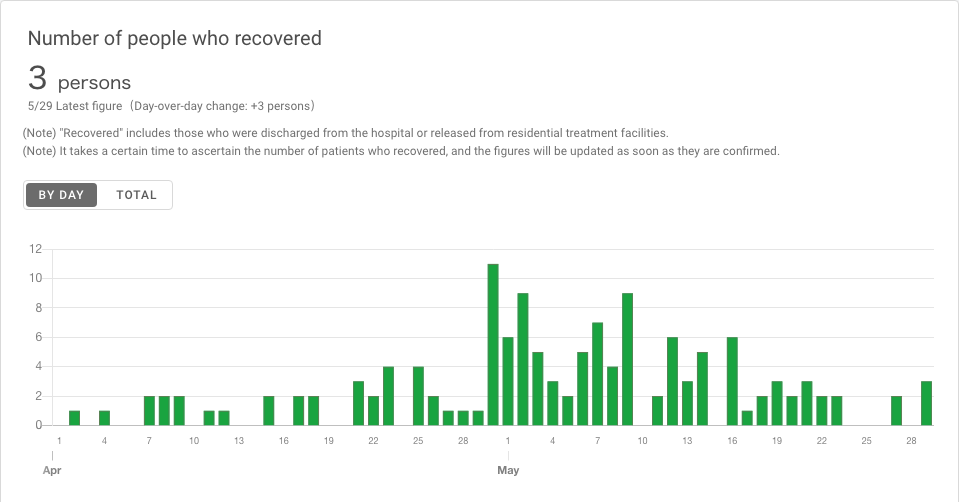 Number of people who recovered
3 persons
5/29 Latest figure（Day-over-day change: +3 persons）
(Note) "Recovered" includes those who were discharged from the hospital or released from residential treatment facilities.
(Note) It takes a certain time to ascertain the number of patients who recovered, and the figures will be updated as soon as they are confirmed.
BY DAY TOTAL
12
10
8
6
4
2
0
1 4 7 10 13 16 19 22 25 28 1 4 7 10 13 16 19 22 25 28
Apr May